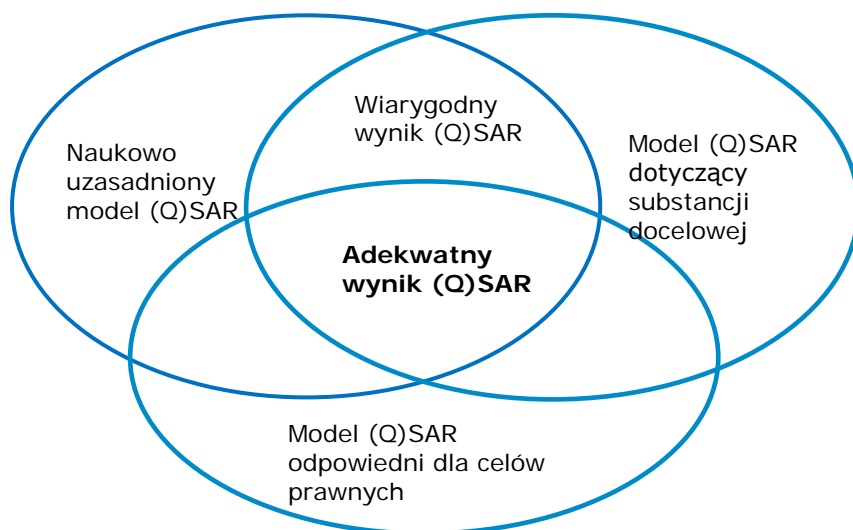 Naukowo
uzasadniony
model (Q)SAR
Wiarygodny
wynik (Q)SAR
Model (Q)SAR
dotyczący
substancji
docelowej
Adekwatny
wynik (Q)SAR
Model (Q)SAR
odpowiedni dla celów
prawnych